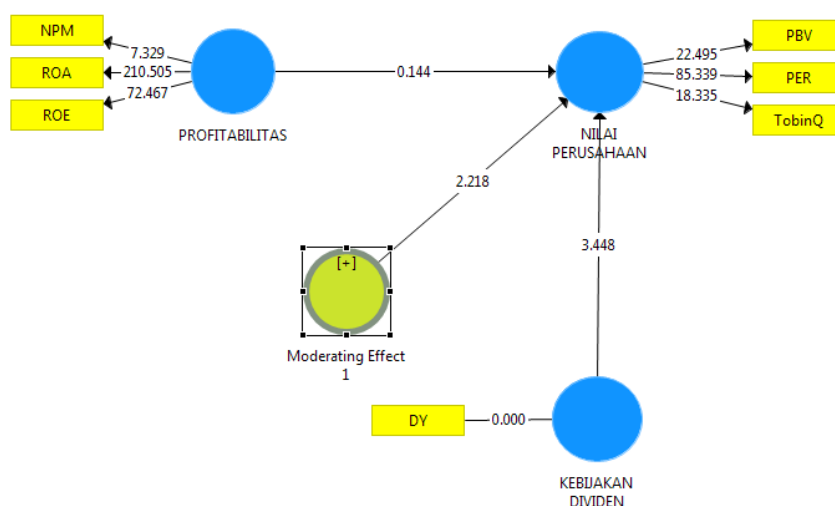 NPM
ROA
ROE
7.329
210.505
72.467
PROFITABILITAS
0.144
NILAI
PERUSAHAAN
22.495
85.339
18.335
PBV
PER
TobinQ
2.218
[+]
Moderating Effect
1
3.448
DY
0.000
KEBIJAKAN
DIVIDEN